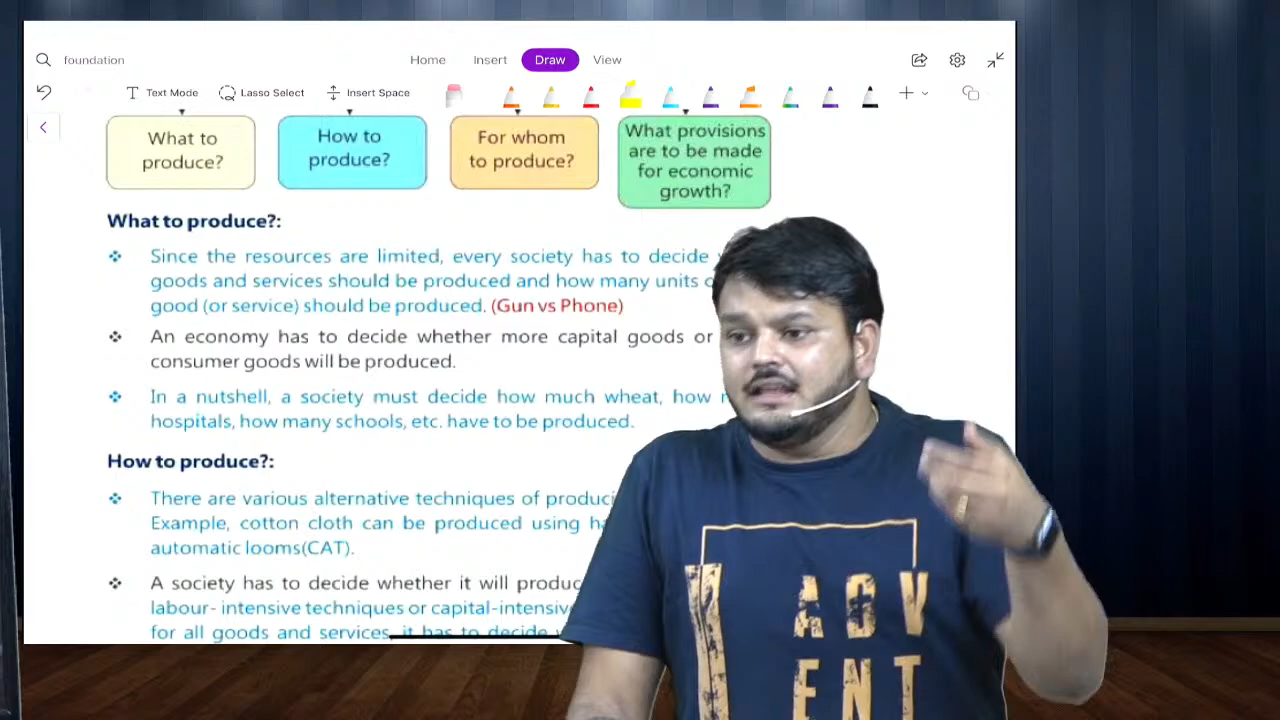 foundation
Home Insert Draw View
Text Mode Lasso Select Insert Space
What to
produce?
How to
produce?
For whom
to produce?
What provisions
are to be made
for economic
growth?
What to produce?:
Since the resources are limited, every society has to decide
goods and services should be produced and how many units
good (or service) should be produced. (Gun vs Phone)
An economy has to decide whether more capital goods or
consumer goods will be produced.
In a nutshell, a society must decide how much wheat, how
hospitals, how many schools, etc. have to be produced.
How to produce?:
There are various alternative techniques of
Example, cotton cloth can be produced using
automatic looms(CAT).
A society has to decide whether it will
labour- intensive techniques or
for all goods and services, it has to decide
ADV
ENT